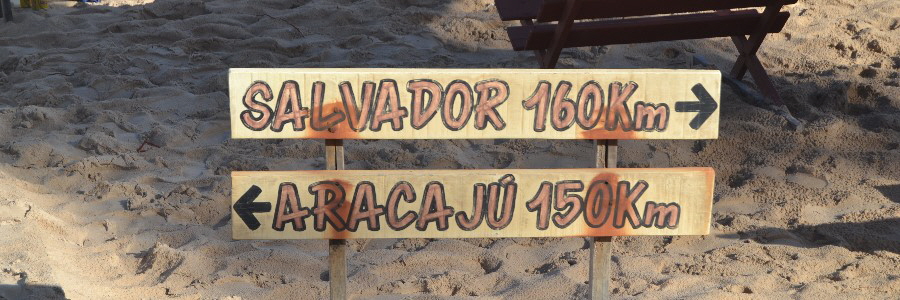 SALVADOR 160Km →
← ARACAJÚ 150Km